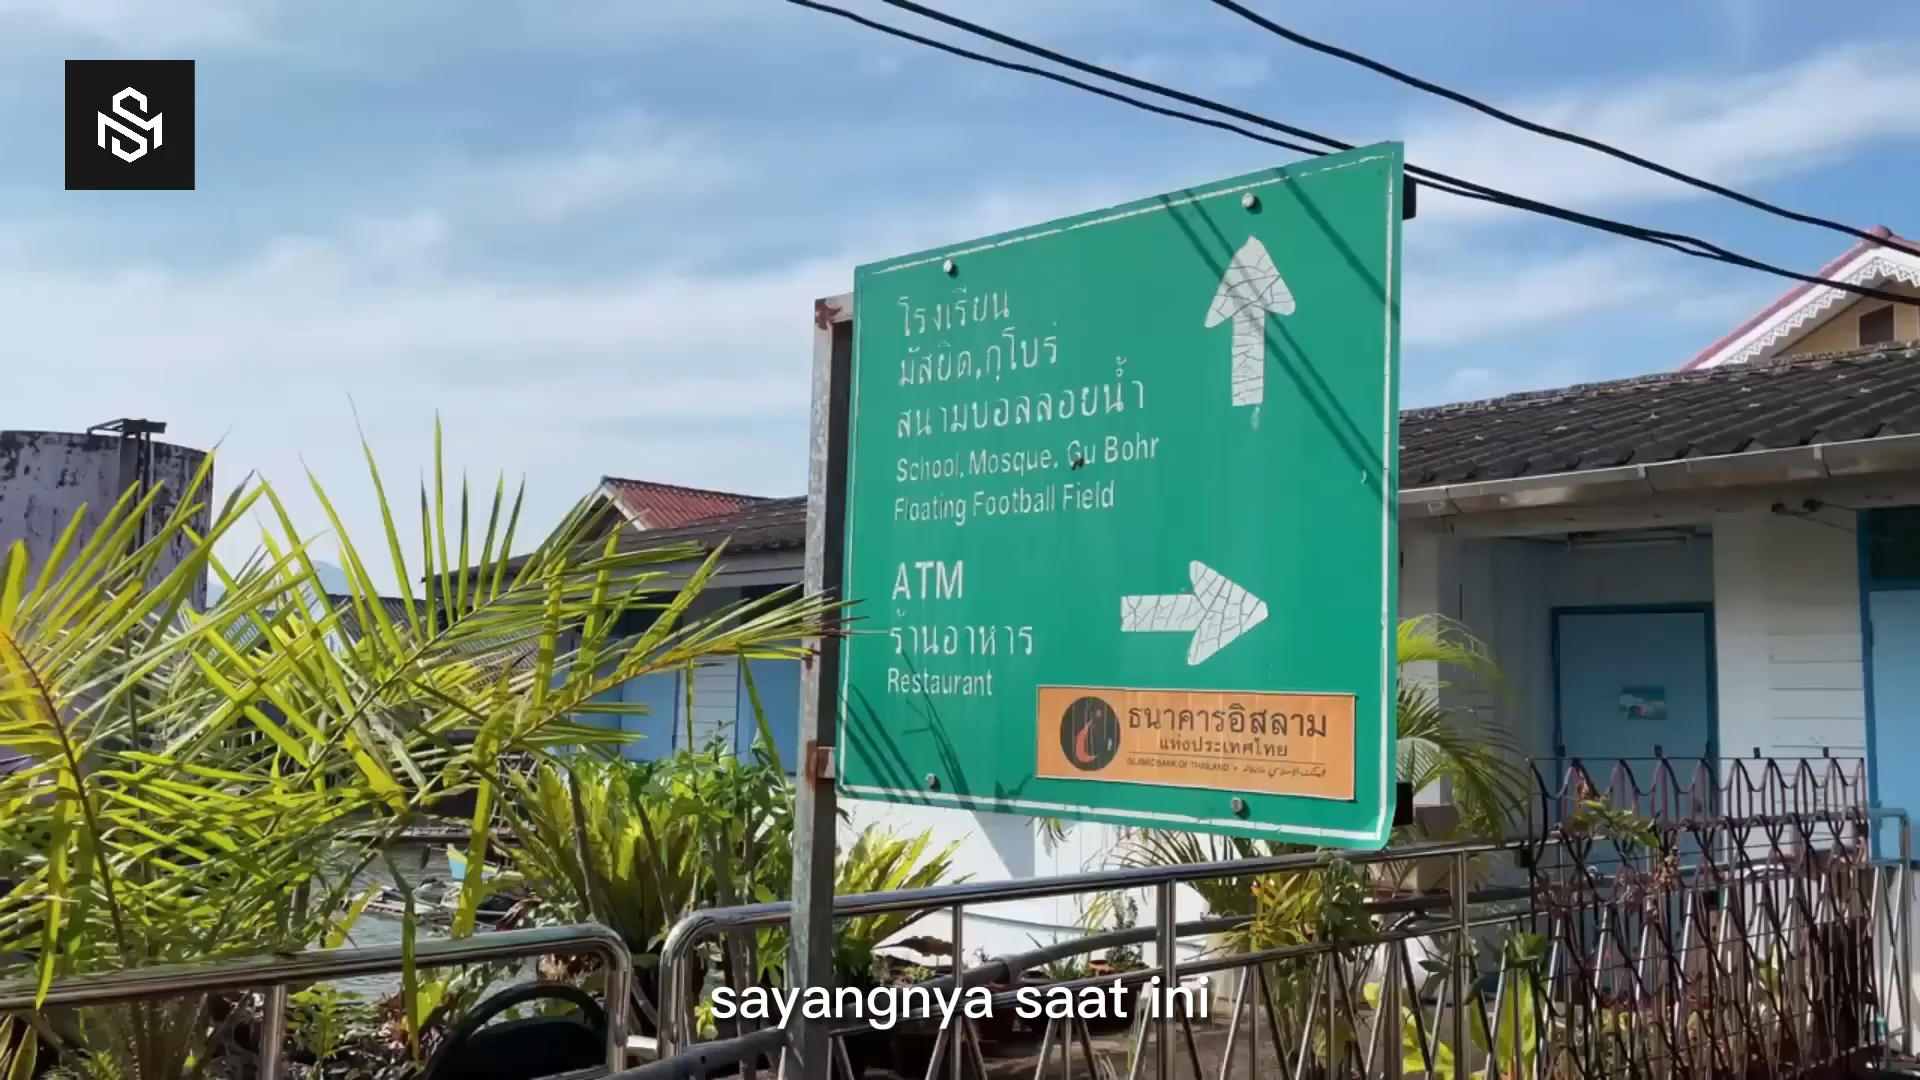 โรงเรียน
มัสยิด,กุโบร์
สนามบอลลอยน้ำ
School, Mosque, Gu Bohr
Floating Football Field
ATM
ร้านอาหาร
Restaurant
ธนาคารอิสลาม
แห่งประเทศไทย
ISLAMIC BANK OF THAILAND
sayangnya saat ini